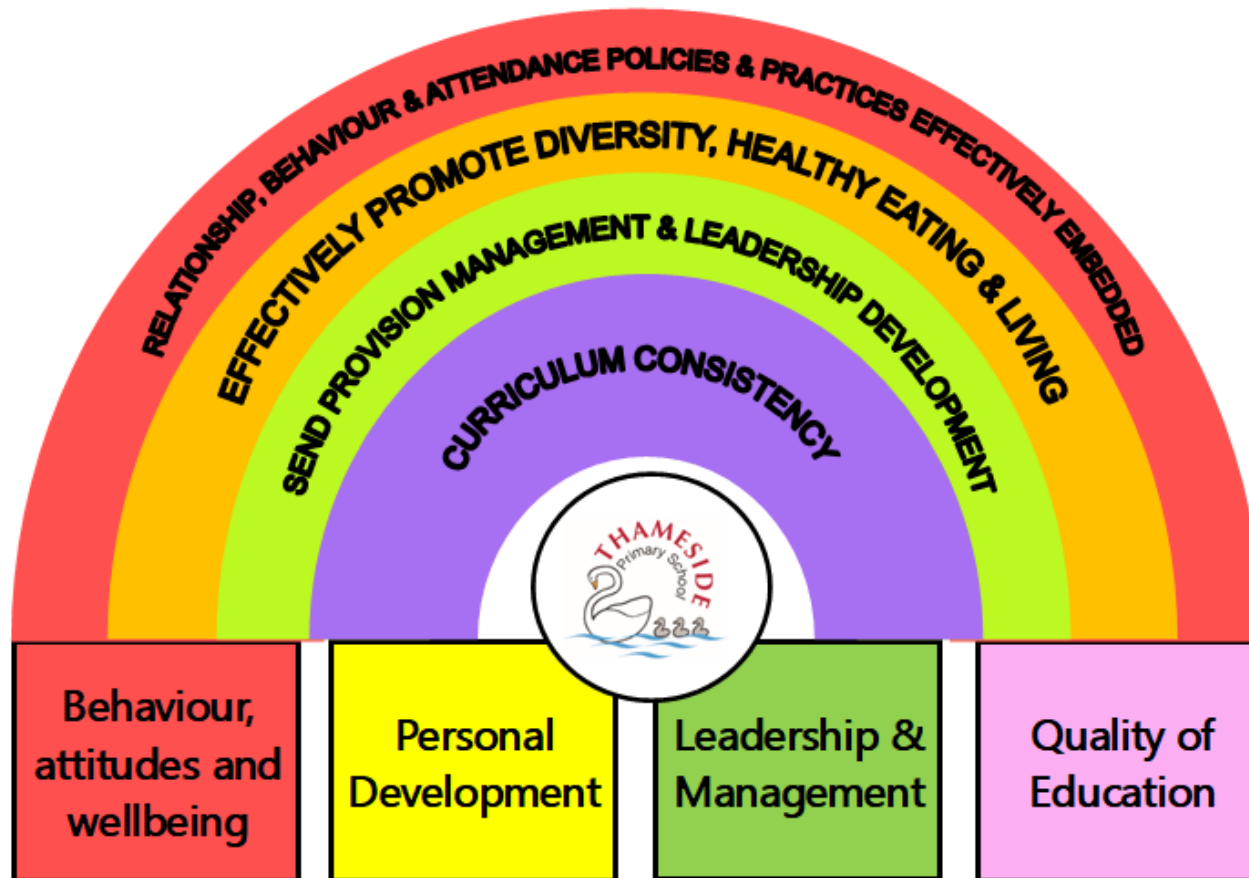 RELATIONSHIP, BEHAVIOUR & ATTENDANCE POLICIES & PRACTICES EFFECTIVELY EMBEDDED
EFFECTIVELY PROMOTE DIVERSITY, HEALTHY EATING & LIVING
SEND PROVISION MANAGEMENT & LEADERSHIP DEVELOPMENT
CURRICULUM CONSISTENCY
THAMESIDE
Primary School
Behaviour,
attitudes and
wellbeing
Personal
Development
Leadership &
Management
Quality of
Education